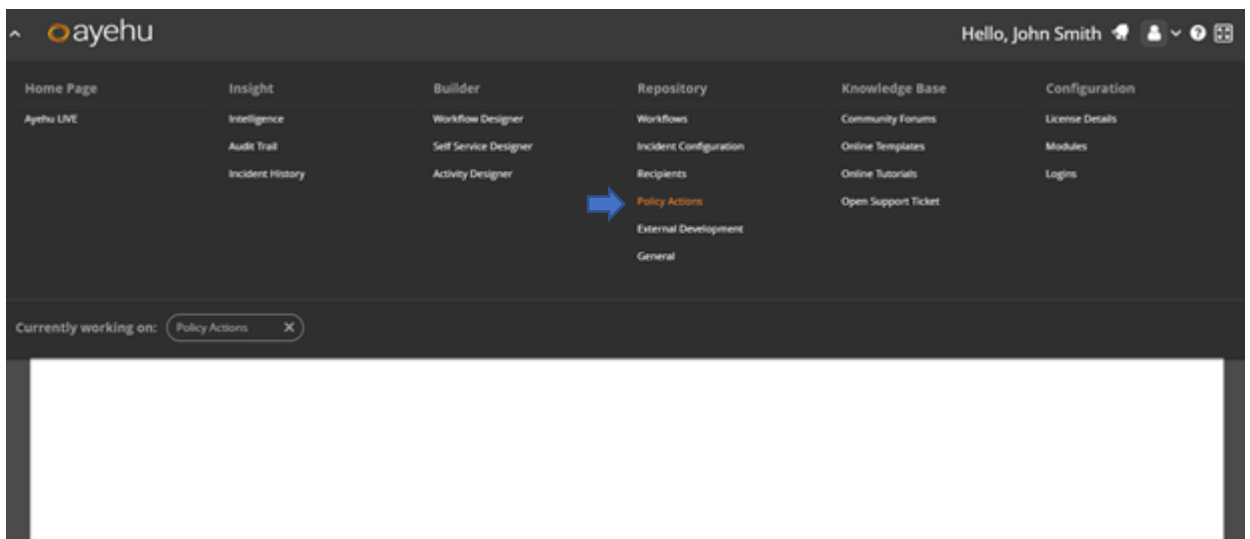 ayehu
Hello, John Smith
Home Page
Ayehu LIVE
Insight
Intelligence
Audit Trail
Incident History
Builder
Workflow Designer
Self Service Designer
Activity Designer
Repository
Workflows
Incident Configuration
Recipients
Policy Actions
External Development
General
Knowledge Base
Community Forums
Online Templates
Online Tutorials
Open Support Ticket
Configuration
License Details
Modules
Logins
Currently working on: Policy Actions X